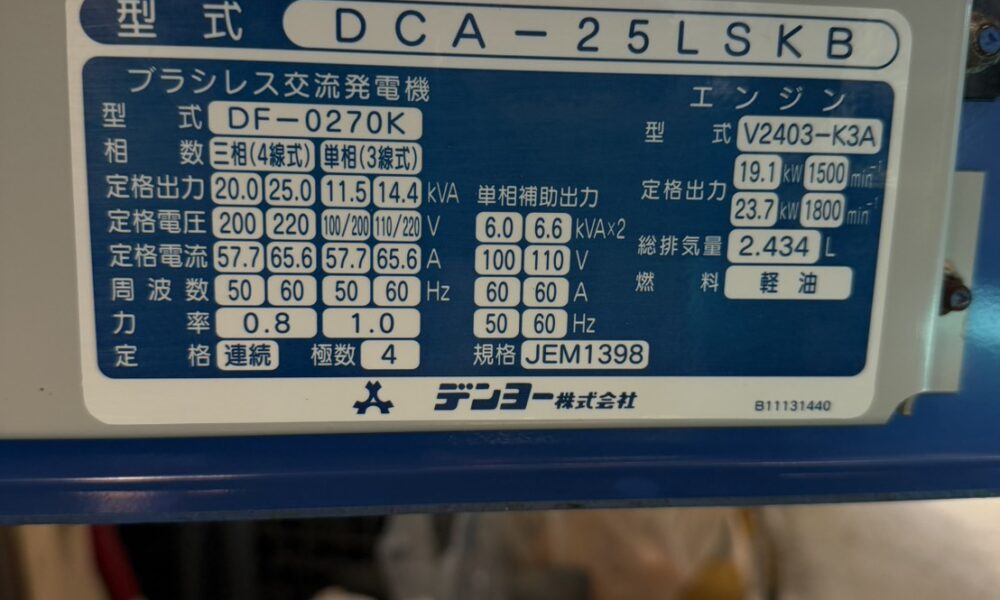 型式 DCA-25LSKB
ブラシレス交流発電機
型式 DF-0270K
相数 三相(4線式) 単相(3線式)
定格出力 20.0 25.0 11.5 14.4 kVA
定格電圧 200 220 100/200 110/220 V
定格電流 57.7 65.6 57.7 65.6 A
周波数 50 60 50 60 Hz
力率 0.8 1.0
定格 連続 極数 4
単相補助出力
6.0 6.6 kVA×2
100 110 V
60 60 A
50 60 Hz
規格 JEM1398
エンジン
型式 V2403-K3A
定格出力 19.1 kW 1500 min-1
23.7 kW 1800 min-1
総排気量 2.434 L
燃料 軽油
デンヨー株式会社
B11131440